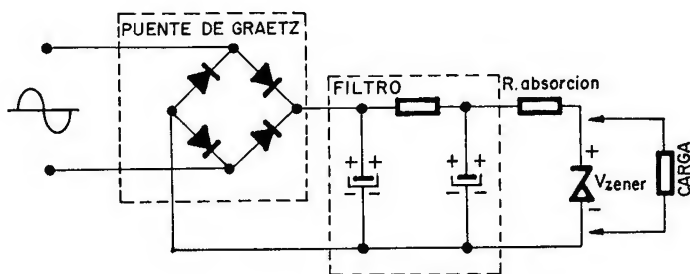 PUENTE DE GRAETZ
FILTRO
R. absorcion
+ +
- -
+ +
- -
+
Vzener
-
CARGA